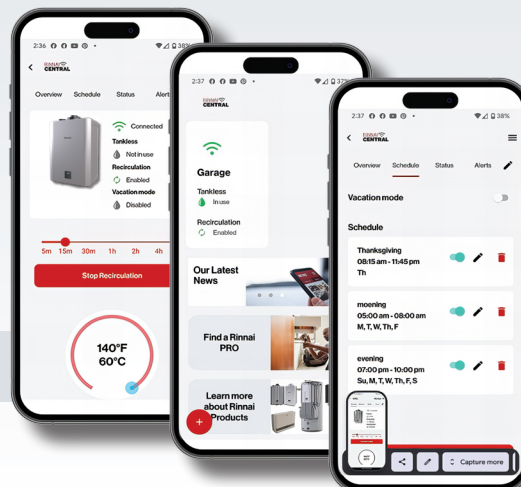 2:36
38%
RINNAI
CENTRAL
Overview Schedule Status Alert
Connected
Tankless
Not in use
Recirculation
Enabled
Vacation mode
Disabled
5m 15m 30m 1h 2h 4h
Stop Recirculation
140°F
60°C
2:37
37%
RINNAI
CENTRAL
Garage
Tankless
In use
Recirculation
Enabled
Our Latest
News
Find a Rinnai
PRO
Learn more
about Rinnai
Products
+
2:37
38%
RINNAI
CENTRAL
Overview Schedule Status Alerts
Vacation mode
Schedule
Thanksgiving
08:15 am - 11:45 pm
Th
moening
05:00 am - 08:00 am
M, T, W, Th, F
evening
07:00 pm - 10:00 pm
Su, M, T, W, Th, F, S
Capture more